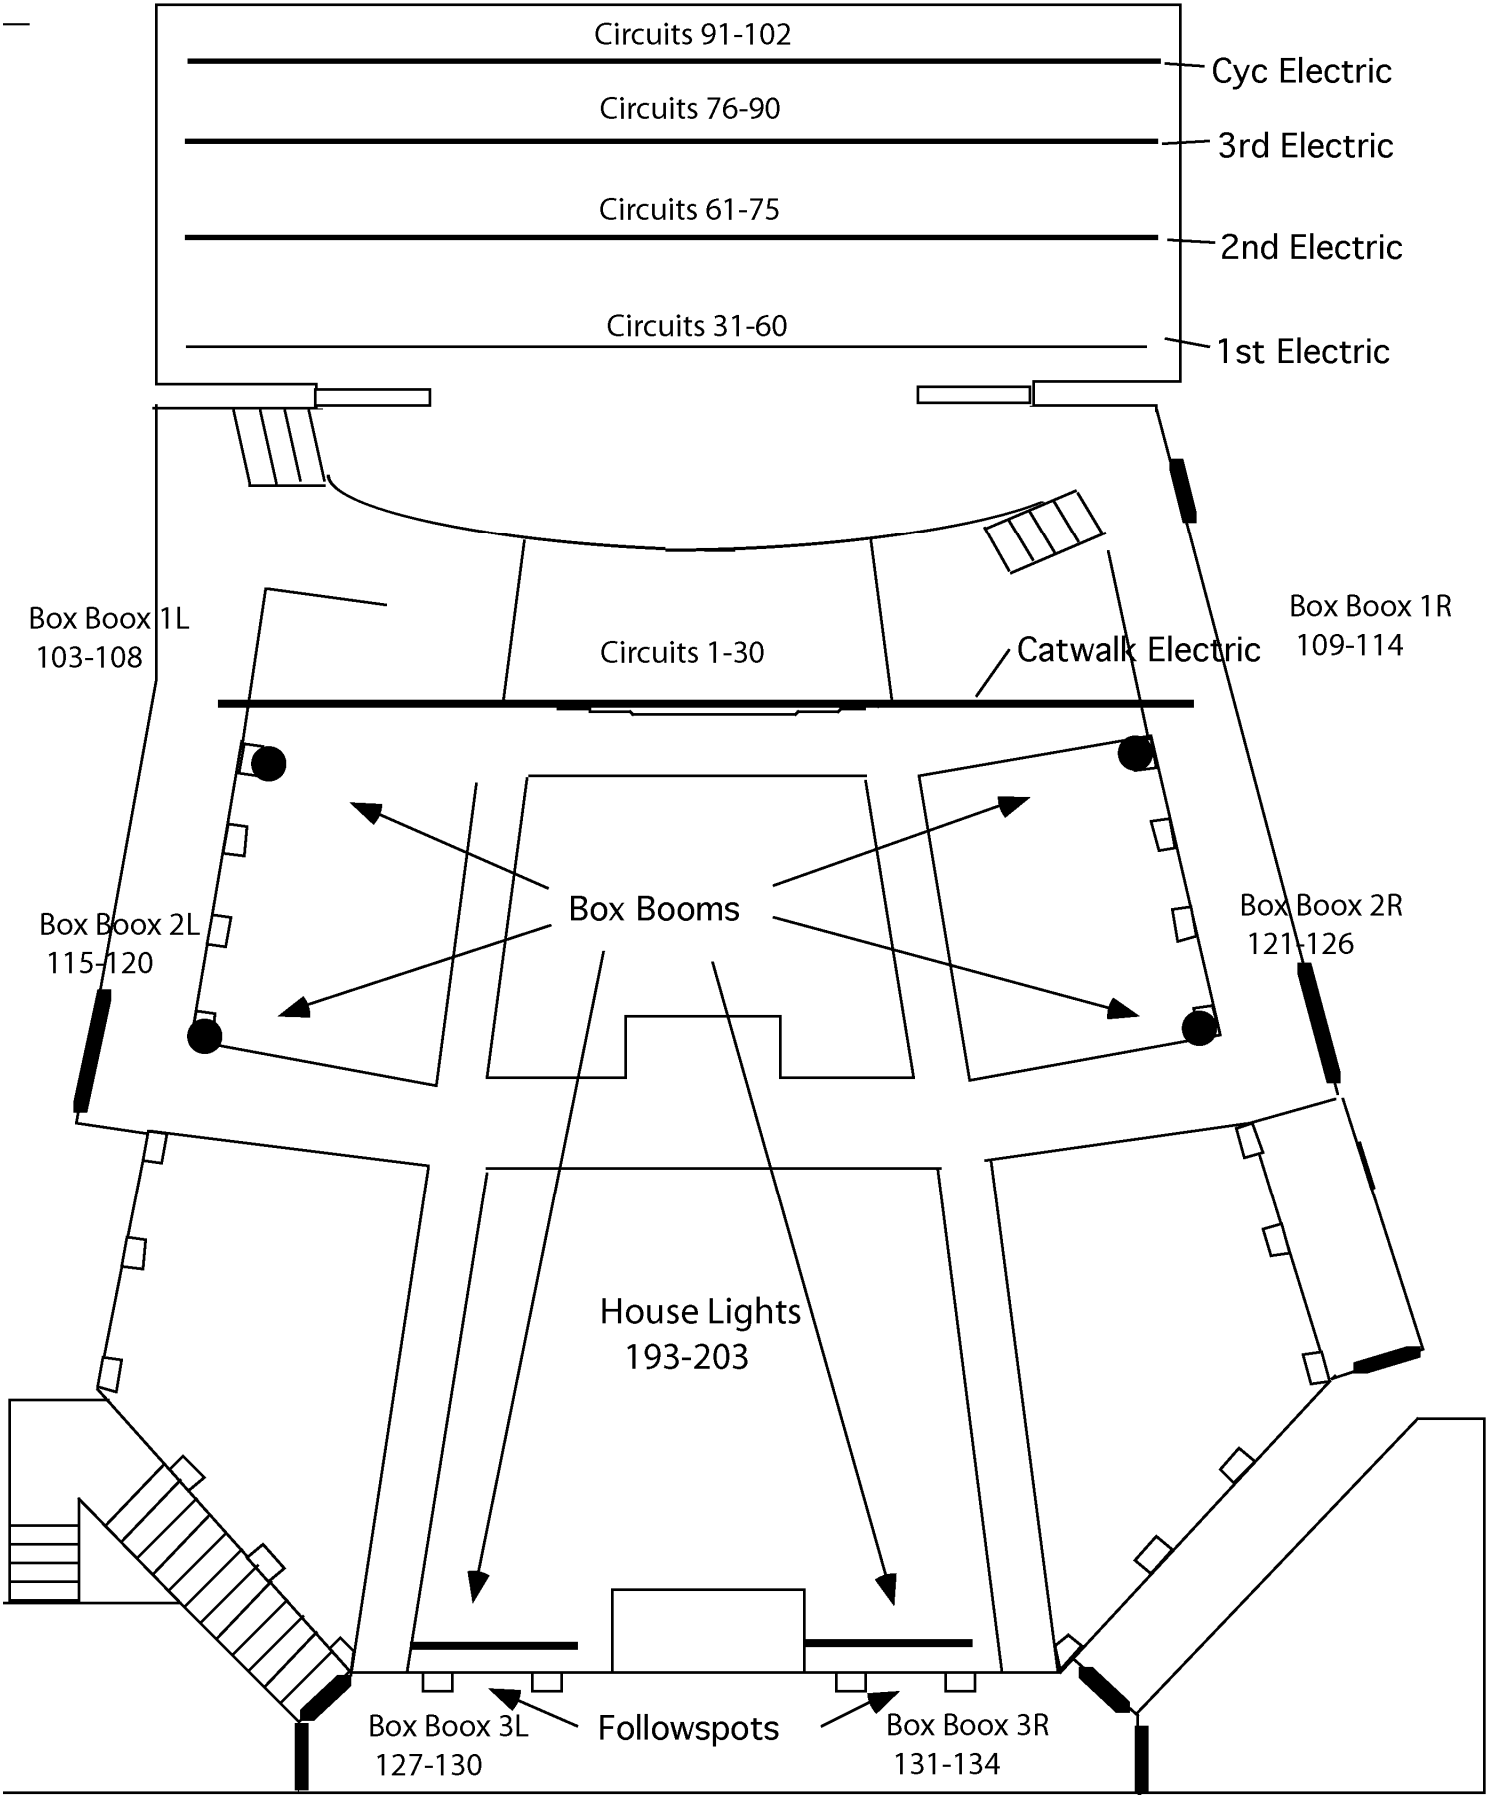 Circuits 91-102
Cyc Electric
Circuits 76-90
3rd Electric
Circuits 61-75
2nd Electric
Circuits 31-60
1st Electric
Box Boox 1L
103-108
Box Boox 1R
109-114
Circuits 1-30
Catwalk Electric
Box Booms
Box Boox 2L
115-120
Box Boox 2R
121-126
House Lights
193-203
Box Boox 3L
127-130
Followspots
Box Boox 3R
131-134